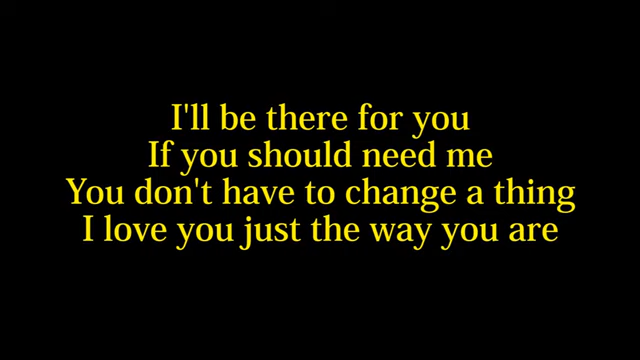 I'll be there for you
If you should need me
You don't have to change a thing
I love you just the way you are